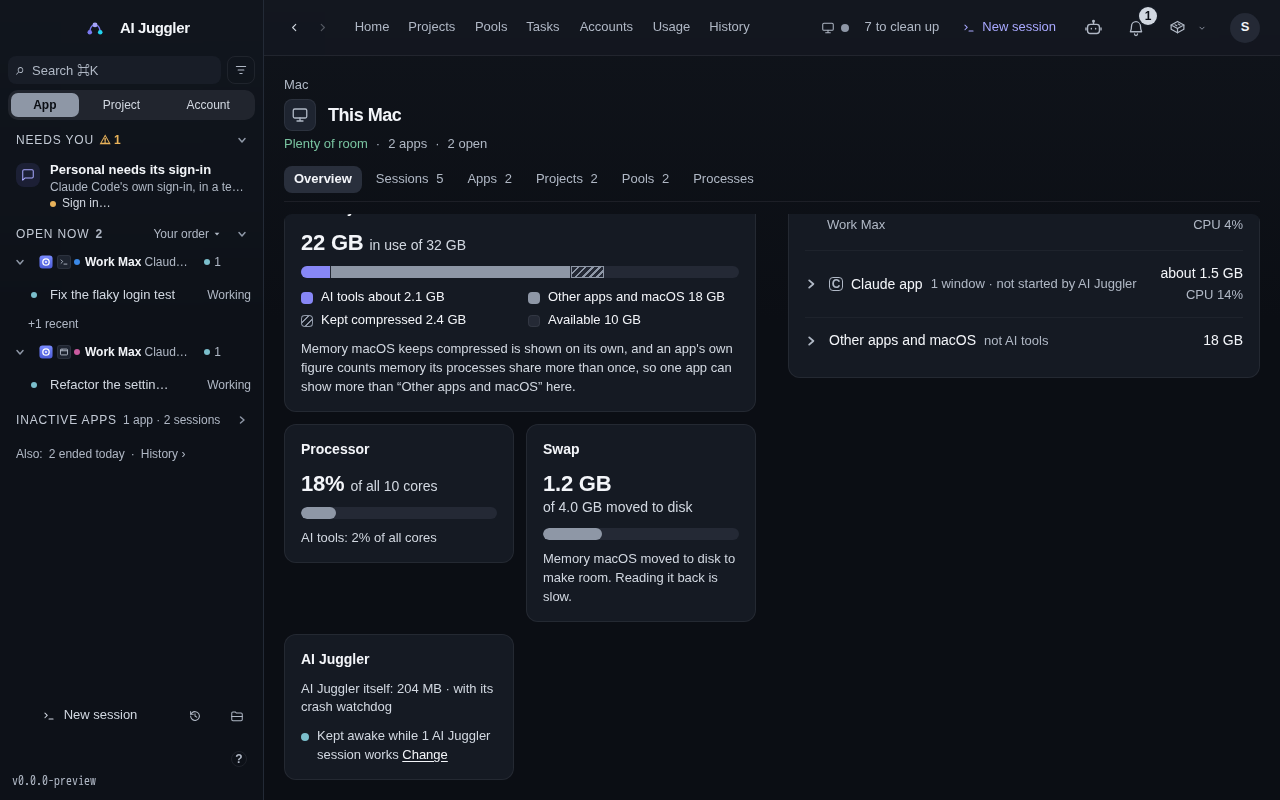 AI Juggler
Search ⌘K
App
Project
Account
NEEDS YOU 1
Personal needs its sign-in
Claude Code's own sign-in, in a te…
Sign in…
OPEN NOW 2
Your order
Work Max Claud…
1
Fix the flaky login test
Working
+1 recent
Work Max Claud…
1
Refactor the settin…
Working
INACTIVE APPS 1 app · 2 sessions
Also: 2 ended today · History ›
New session
?
v0.0.0-preview
Home
Projects
Pools
Tasks
Accounts
Usage
History
7 to clean up
New session
1
S
Mac
This Mac
Plenty of room · 2 apps · 2 open
Overview
Sessions 5
Apps 2
Projects 2
Pools 2
Processes
22 GB in use of 32 GB
AI tools about 2.1 GB
Other apps and macOS 18 GB
Kept compressed 2.4 GB
Available 10 GB
Memory macOS keeps compressed is shown on its own, and an app's own
figure counts memory its processes share more than once, so one app can
show more than “Other apps and macOS” here.
Processor
18% of all 10 cores
AI tools: 2% of all cores
Swap
1.2 GB
of 4.0 GB moved to disk
Memory macOS moved to disk to
make room. Reading it back is
slow.
AI Juggler
AI Juggler itself: 204 MB · with its
crash watchdog
Kept awake while 1 AI Juggler
session works Change
Work Max
CPU 4%
C
Claude app 1 window · not started by AI Juggler
about 1.5 GB
CPU 14%
Other apps and macOS not AI tools
18 GB